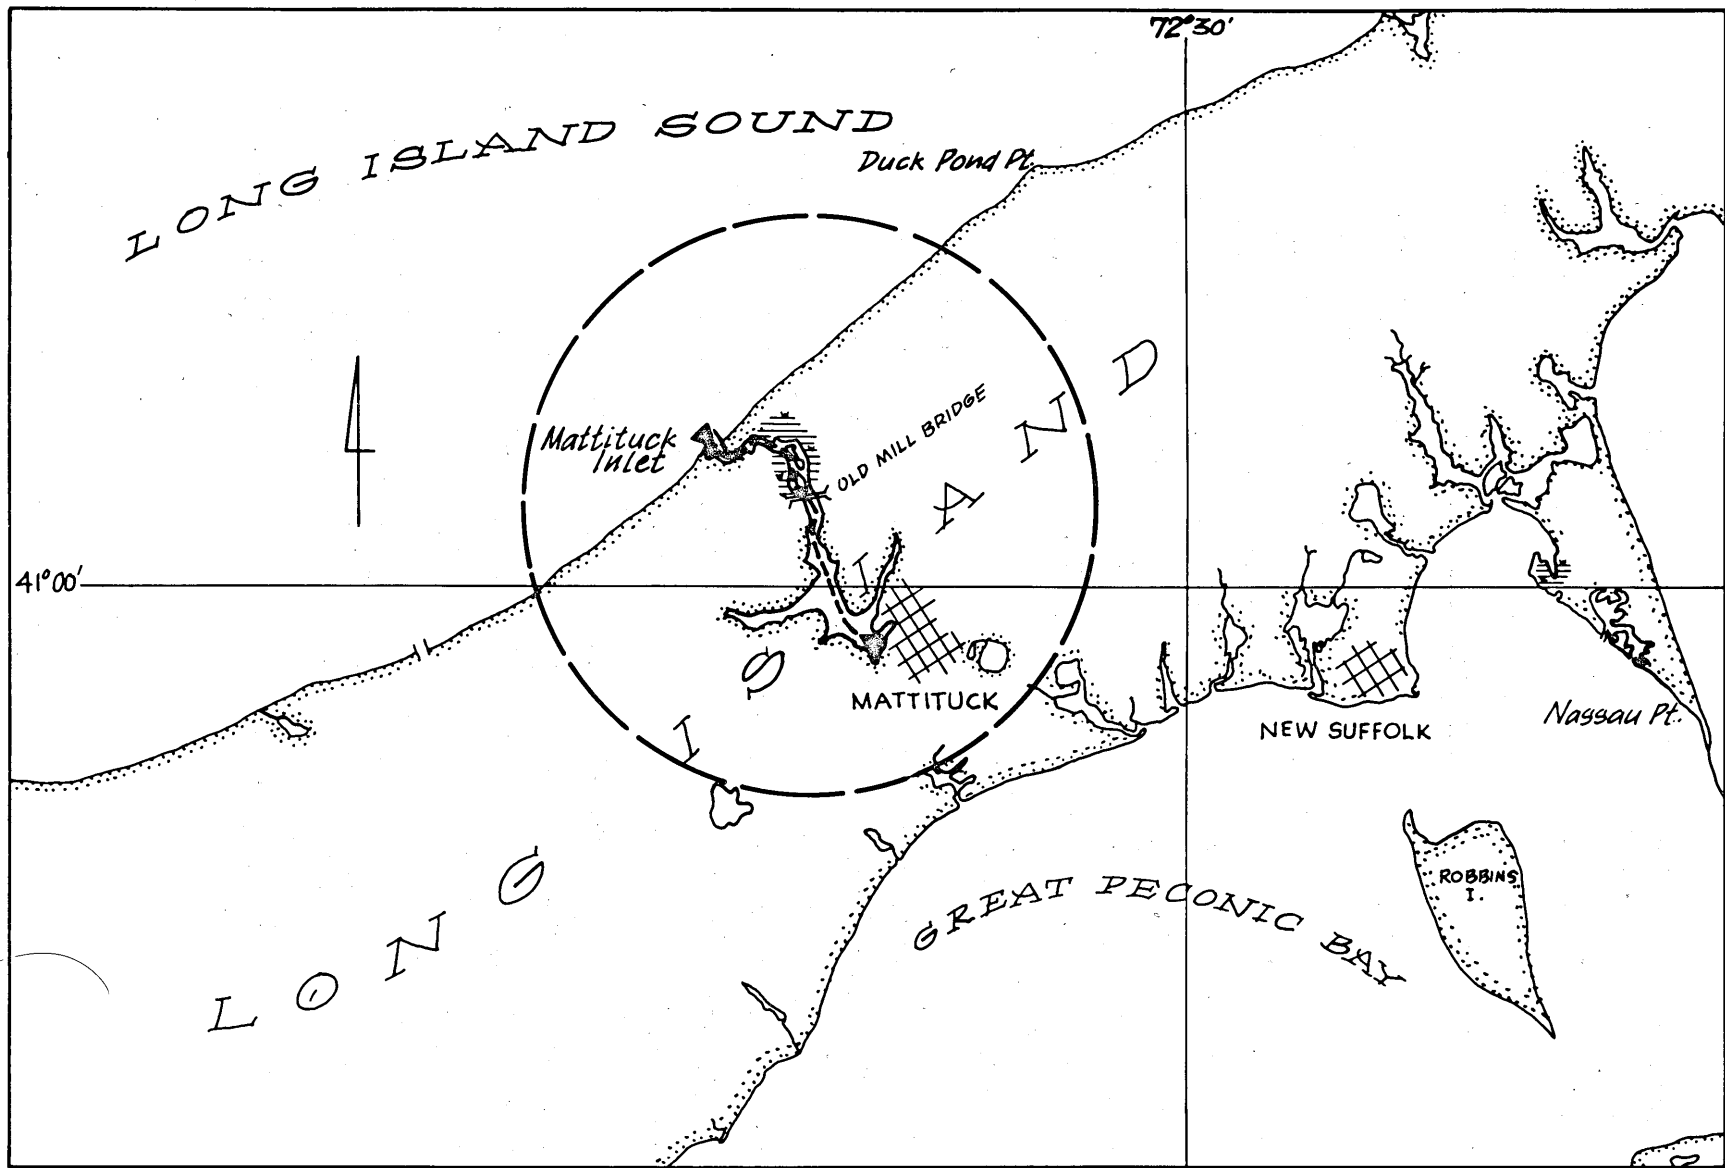 72°30'
LONG ISLAND SOUND
Duck Pond Pt.
Mattituck
Inlet
OLD MILL BRIDGE
41°00'
MATTITUCK
NEW SUFFOLK
Nassau Pt.
LONG ISLAND
ROBBINS
I.
GREAT PECONIC BAY